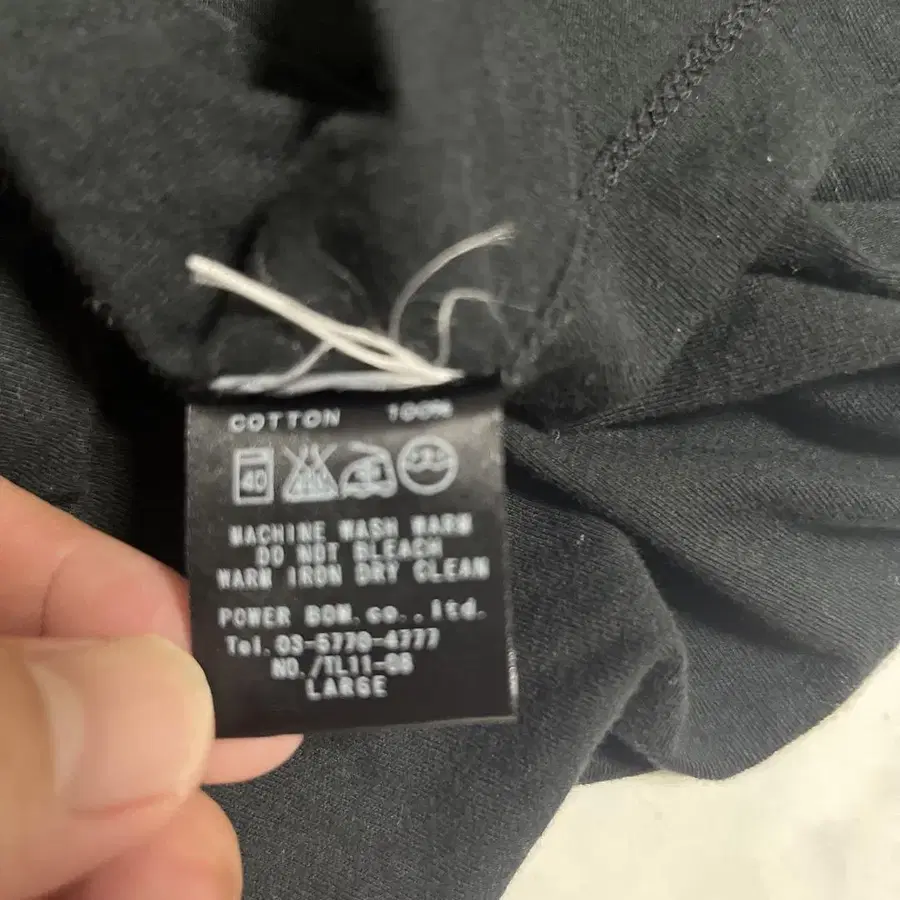 COTTON 100%
40
MACHINE WASH WARM
DO NOT BLEACH
WARM IRON DRY CLEAN
POWER BOM.co.,ltd.
Tel.03-5770-4777
NO./TL11-08
LARGE